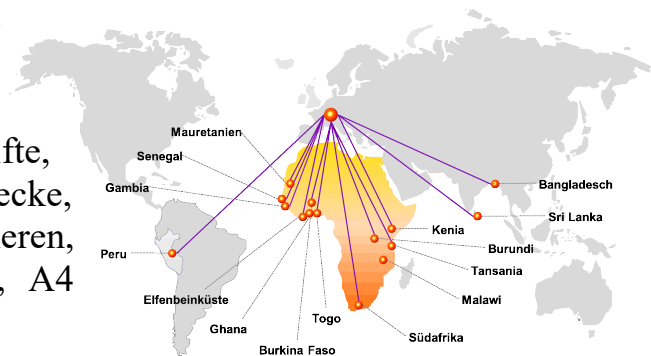 Mauretanien
fte,
Senegal
ecke,
Gambia
Bangladesch
Sri Lanka
eren,
Kenia
Peru
Burundi
, A4
Tansania
Elfenbeinküste
Malawi
Togo
Ghana
Südafrika
Burkina Faso